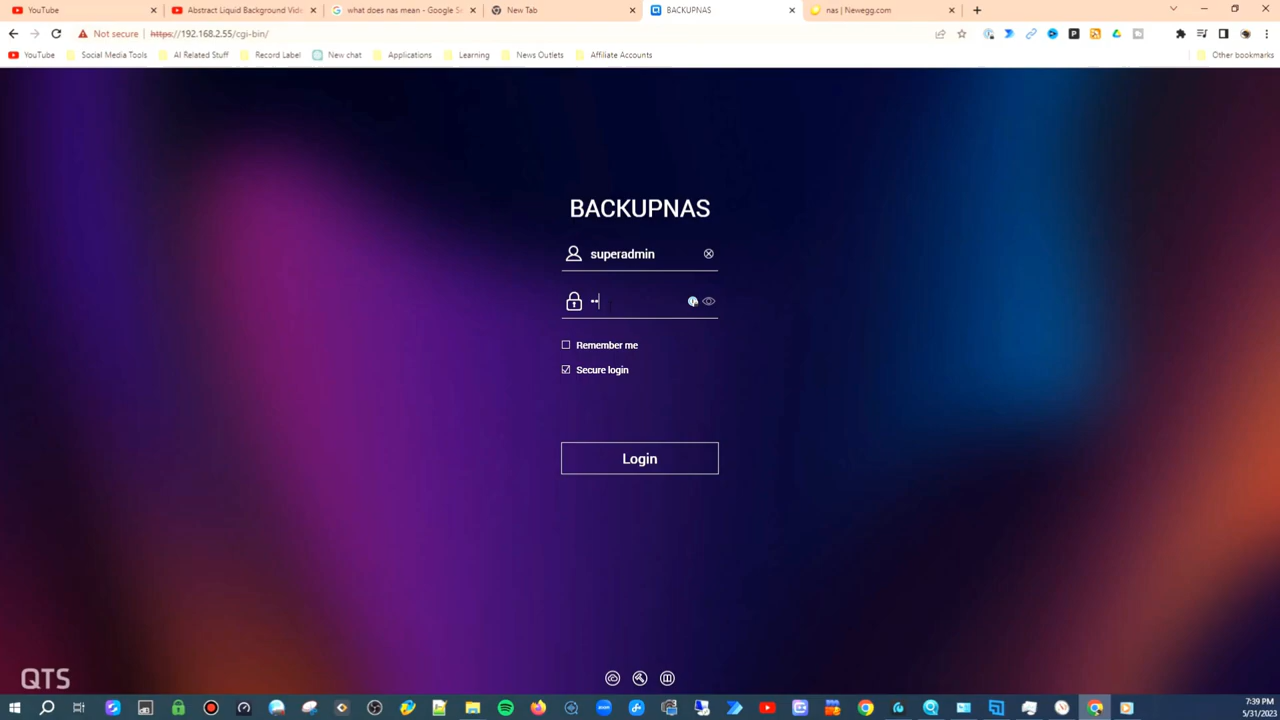 YouTube
Abstract Liquid Background Vide
what does nas mean - Google Se
New Tab
BACKUPNAS
nas | Newegg.com
Not secure
https://192.168.2.55/cgi-bin/
YouTube
Social Media Tools
AI Related Stuff
Record Label
New chat
Applications
Learning
News Outlets
Affiliate Accounts
Other bookmarks
BACKUPNAS
superadmin
Remember me
Secure login
Login
QTS
7:39 PM
5/31/2023